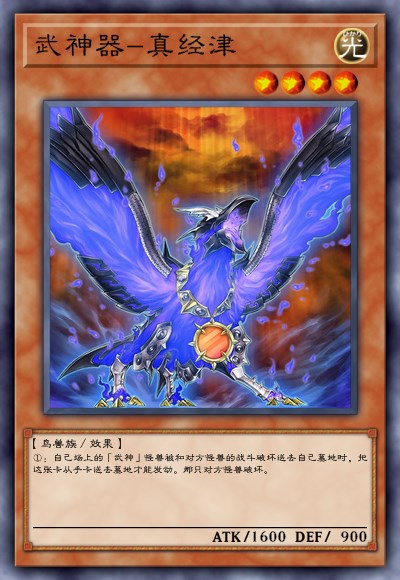 武神器-真经津
光
ひかり
【鸟兽族／效果】
①：自己场上的「武神」怪兽被和对方怪兽的战斗破坏送去自己墓地时，把
这张卡从手卡送去墓地才能发动。那只对方怪兽破坏。
ATK/1600 DEF/ 900